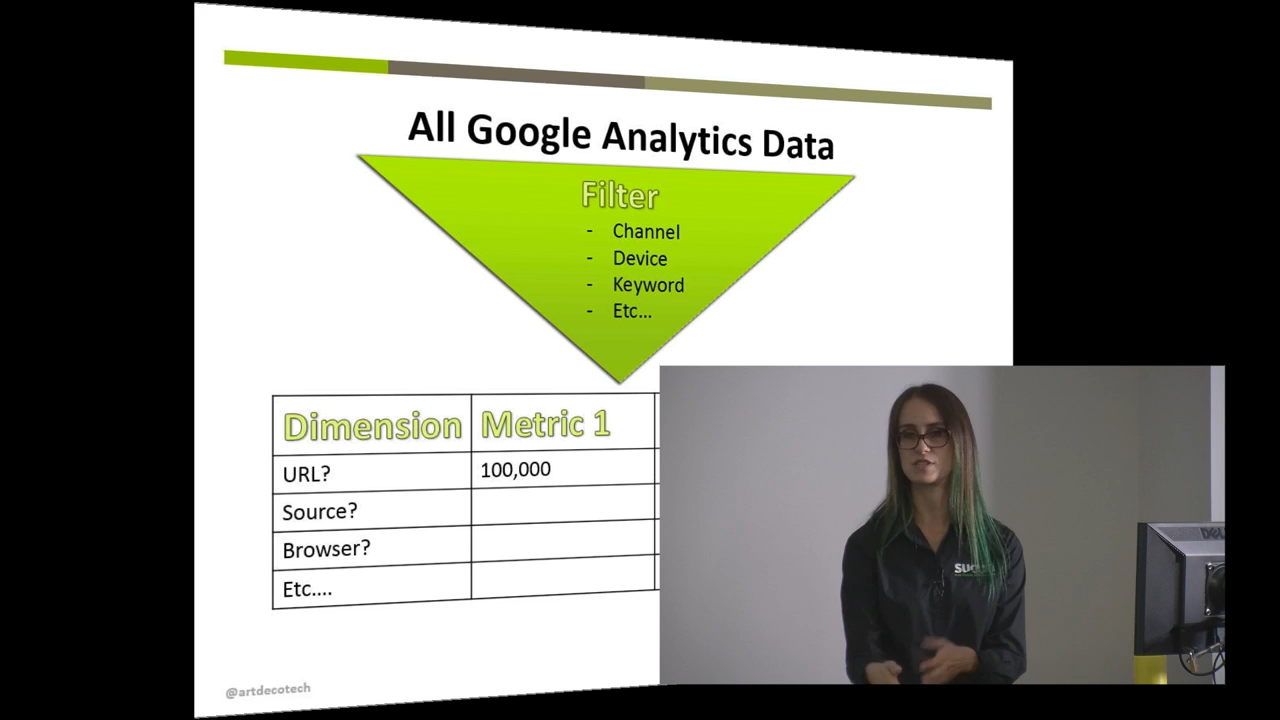 All Google Analytics Data
Filter
- Channel
- Device
- Keyword
- Etc...
Dimension Metric 1
URL? 100,000
Source?
Browser?
Etc....
@artdecotech